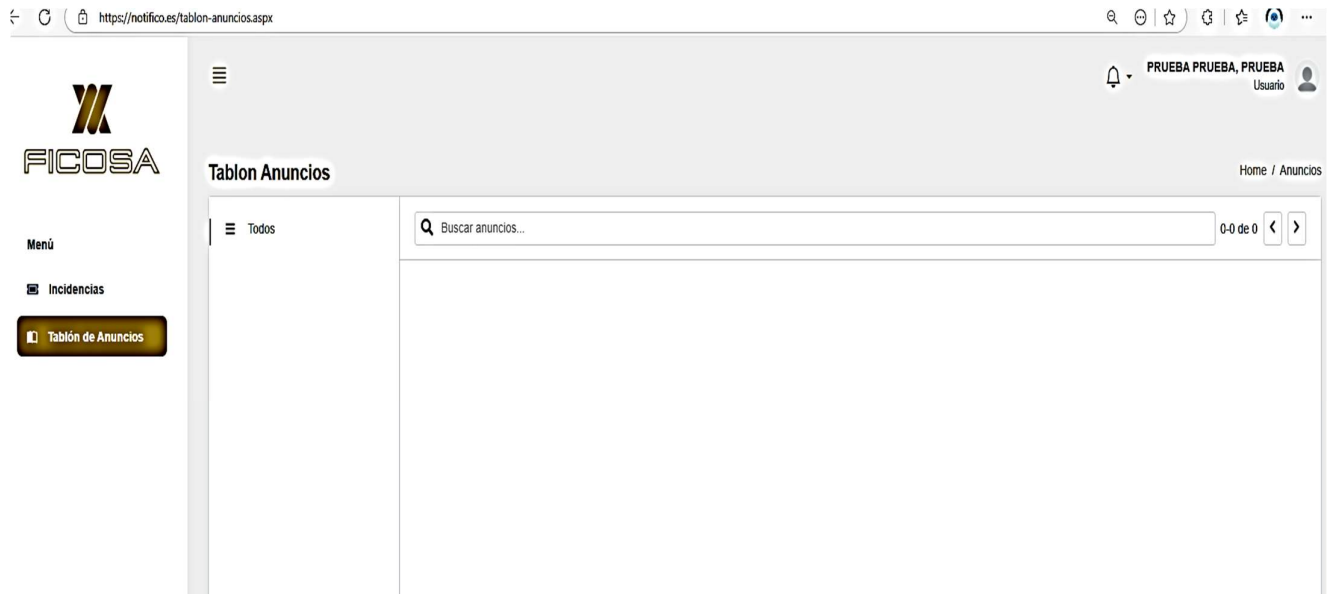 https://notifico.es/tablon-anuncios.aspx
PRUEBA PRUEBA, PRUEBA
Usuario
FICOSA
Tablon Anuncios
Home / Anuncios
Todos
Buscar anuncios...
0-0 de 0
Menú
Incidencias
Tablón de Anuncios